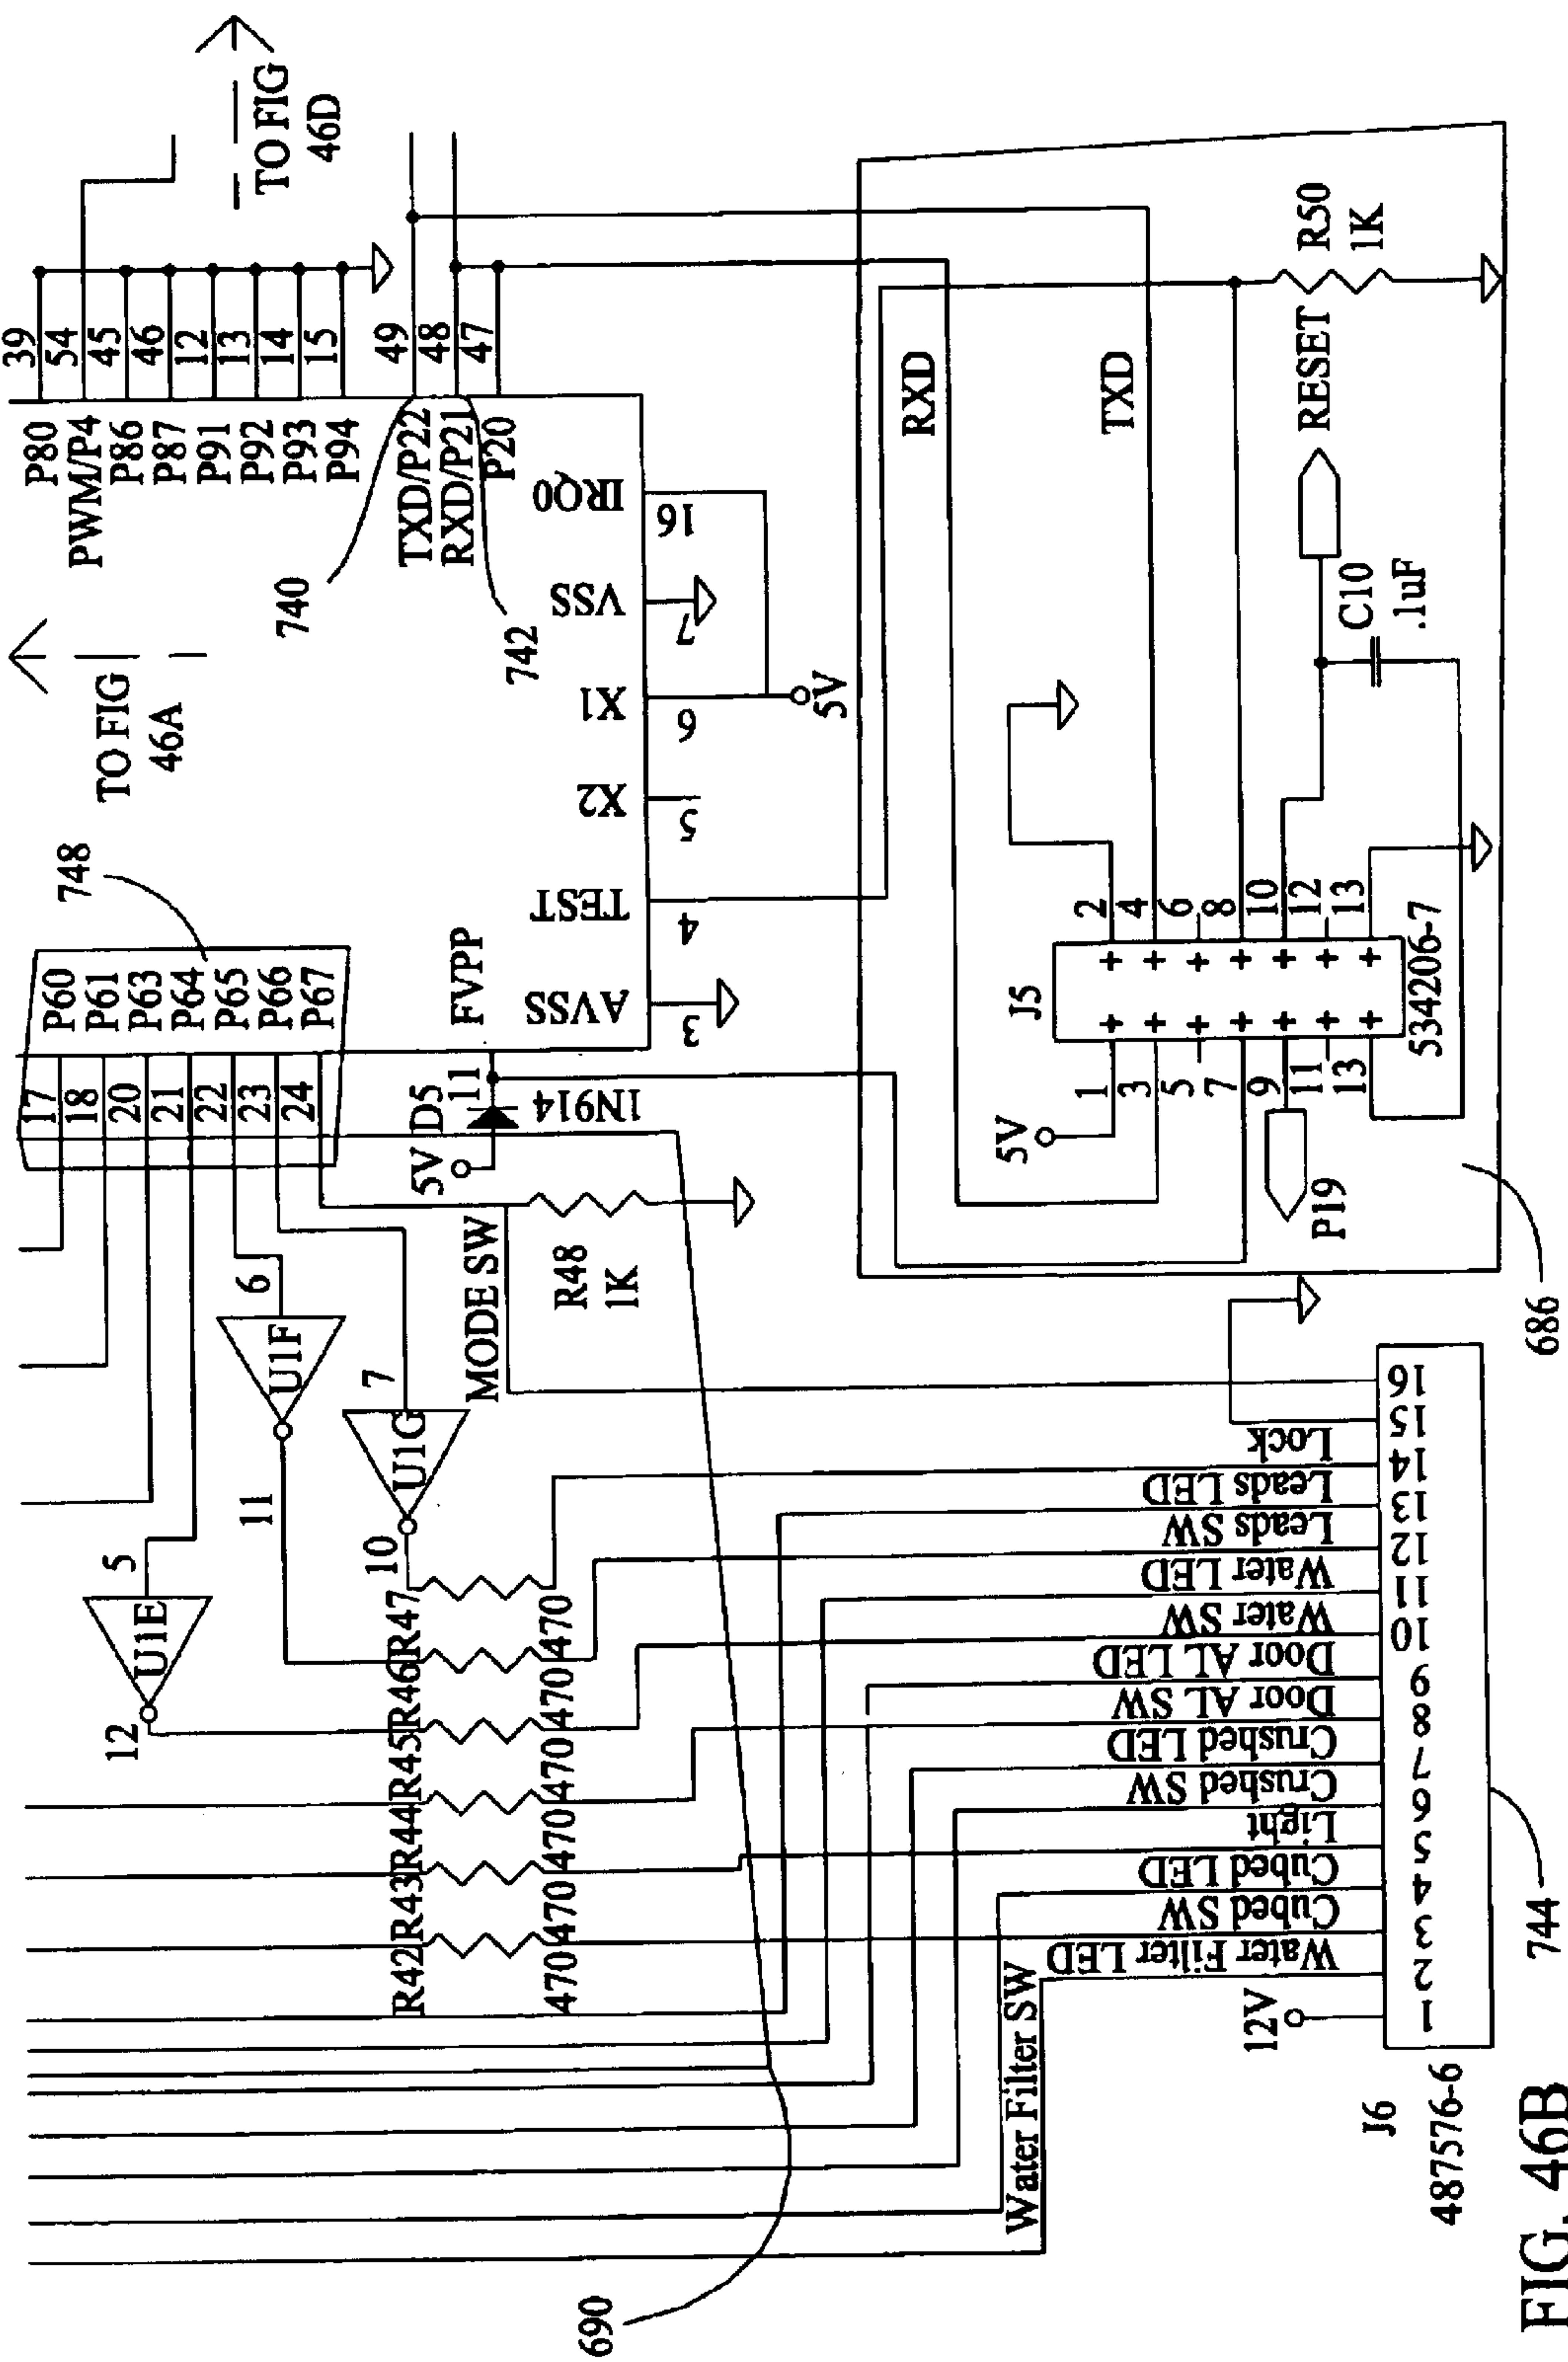 39
54
45
46
12
13
14
15
49
48
47
P80
PWM/P4
P86
P87
P91
P92
P93
P94
TXD/P22
RXD/P21
P20
TO FIG
46D
TO FIG
46A
740
742
748
P60
P61
P63
P64
P65
P66
P67
17
18
20
21
22
23
24
FVPP
11
5V
D5
1N914
AVSS
3
TEST
4
X2
5
X1
6
VSS
7
IRQ0
16
5V
RXD
TXD
R50
1K
RESET
C10
.1uF
J5
2
4
6
8
10
12
13
1
3
5
7
9
11
13
534206-7
5V
P19
686
MODE SW
R48
1K
U1E
5
12
U1F
6
11
U1G
7
10
R42
R43
R44
R45
R46
R47
470
470
470
470
470
470
Water Filter SW
Water Filter LED
Cubed SW
Cubed LED
Light
Crushed SW
Crushed LED
Door AL SW
Door AL LED
Water SW
Water LED
Leads SW
Leads LED
Lock
1
2
3
4
5
6
7
8
9
10
11
12
13
14
15
16
12V
J6
487576-6
744
690
FIG. 46B